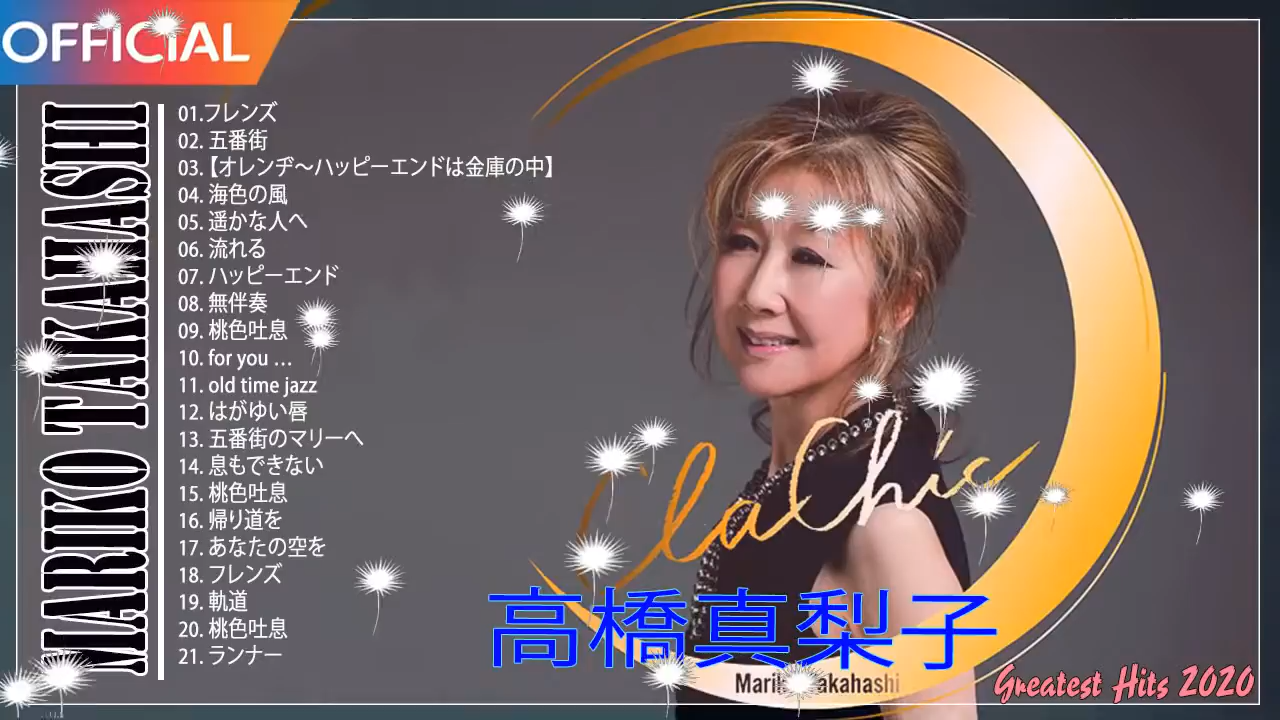 OFFICIAL
MARIKO TAKAHASHI
01.フレンズ
02. 五番街
03.【オレンヂ〜ハッピーエンドは金庫の中】
04. 海色の風
05. 遥かな人へ
06. 流れる
07. ハッピーエンド
08. 無伴奏
09. 桃色吐息
10. for you ...
11. old time jazz
12. はがゆい唇
13. 五番街のマリーへ
14. 息もできない
15. 桃色吐息
16. 帰り道を
17. あなたの空を
18. フレンズ
19. 軌道
20. 桃色吐息
21. ランナー
ClaChic
高橋真梨子
Mariko Takahashi
Greatest Hits 2020